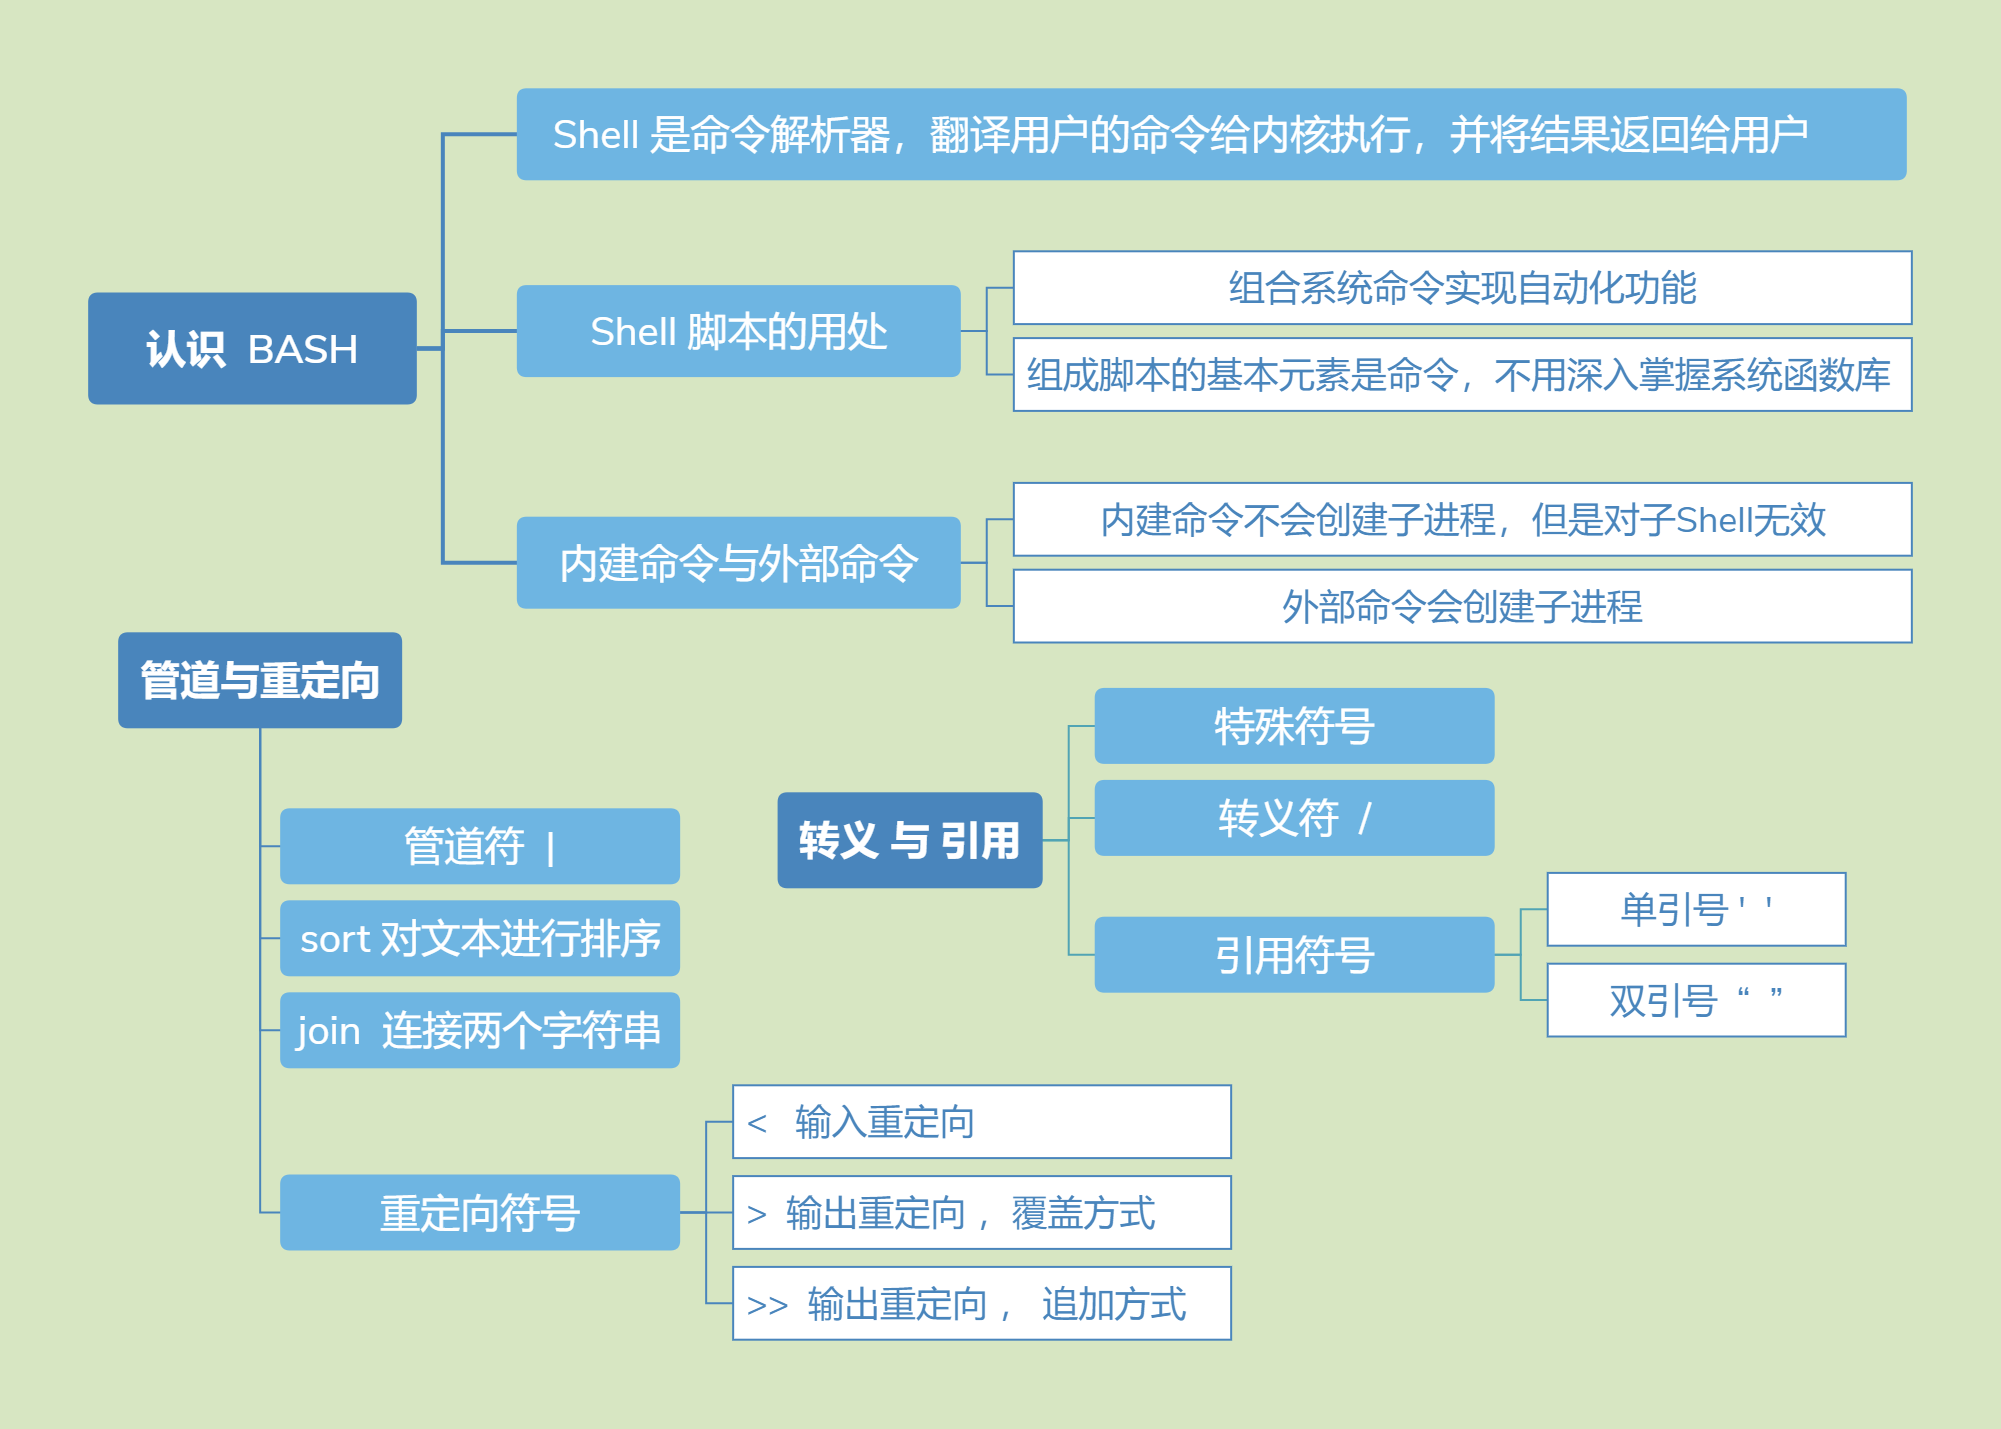 认识 BASH
Shell 是命令解析器，翻译用户的命令给内核执行，并将结果返回给用户
Shell 脚本的用处
组合系统命令实现自动化功能
组成脚本的基本元素是命令，不用深入掌握系统函数库
内建命令与外部命令
内建命令不会创建子进程，但是对子Shell无效
外部命令会创建子进程
管道与重定向
管道符 |
sort 对文本进行排序
join 连接两个字符串
重定向符号
< 输入重定向
> 输出重定向 ，覆盖方式
>> 输出重定向 ， 追加方式
转义 与 引用
特殊符号
转义符 /
引用符号
单引号 ' '
双引号 “ ”